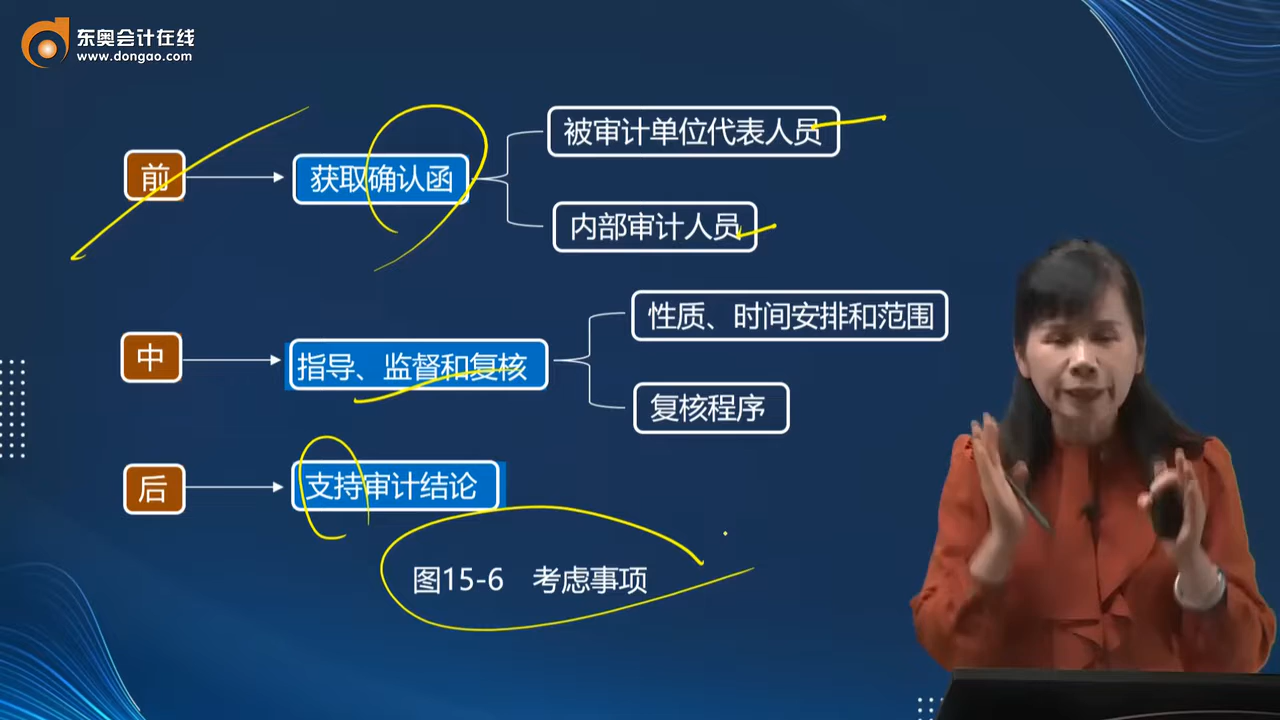 东奥会计在线
www.dongao.com
前
获取确认函
被审计单位代表人员
内部审计人员
中
指导、监督和复核
性质、时间安排和范围
复核程序
后
支持审计结论
图15-6 考虑事项